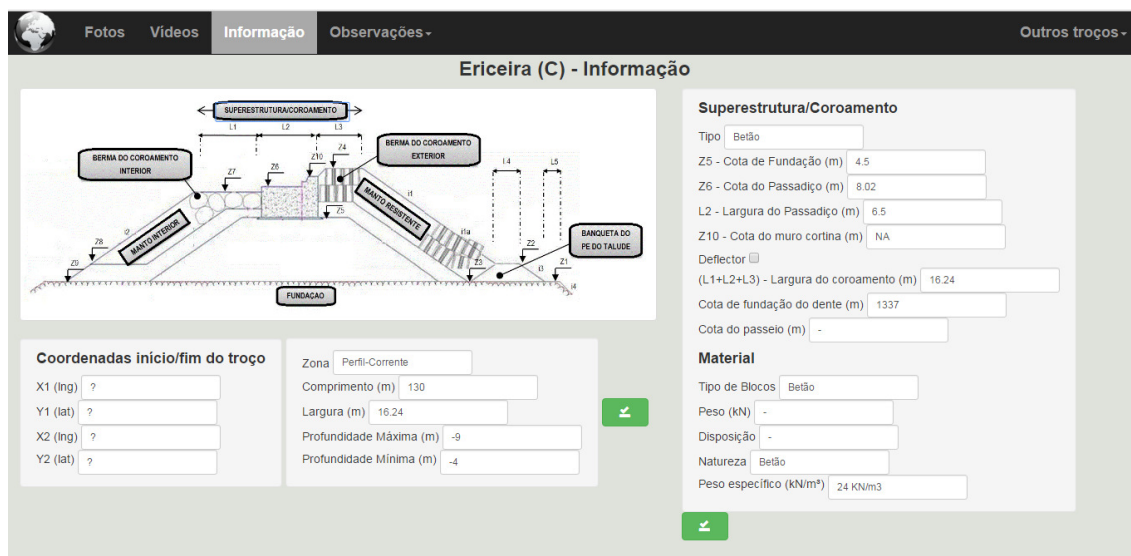 Fotos Vídeos Informação Observações Outros troços
Ericeira (C) - Informação
SUPERESTRUTURA/COROAMENTO
L1 L2 L3
BERMA DO COROAMENTO
INTERIOR
Z7
Z6
Z10
Z4
BERMA DO COROAMENTO
EXTERIOR
L4 L5
i1
MANTO RESISTENTE
Z5
i2
MANTO INTERIOR
i1a
BANQUETA DO
PE DO TALUDE
Z8
Z9
Z2
Z3
i3
Z1
i4
FUNDAÇAO
Coordenadas início/fim do troço
X1 (lng) ?
Y1 (lat) ?
X2 (lng) ?
Y2 (lat) ?
Zona Perfil-Corrente
Comprimento (m) 130
Largura (m) 16.24
Profundidade Máxima (m) -9
Profundidade Mínima (m) -4
Superestrutura/Coroamento
Tipo Betão
Z5 - Cota de Fundação (m) 4.5
Z6 - Cota do Passadiço (m) 8.02
L2 - Largura do Passadiço (m) 6.5
Z10 - Cota do muro cortina (m) NA
Deflector
(L1+L2+L3) - Largura do coroamento (m) 16.24
Cota de fundação do dente (m) 1337
Cota do passeio (m) -
Material
Tipo de Blocos Betão
Peso (kN) -
Disposição -
Natureza Betão
Peso específico (kN/m³) 24 KN/m3